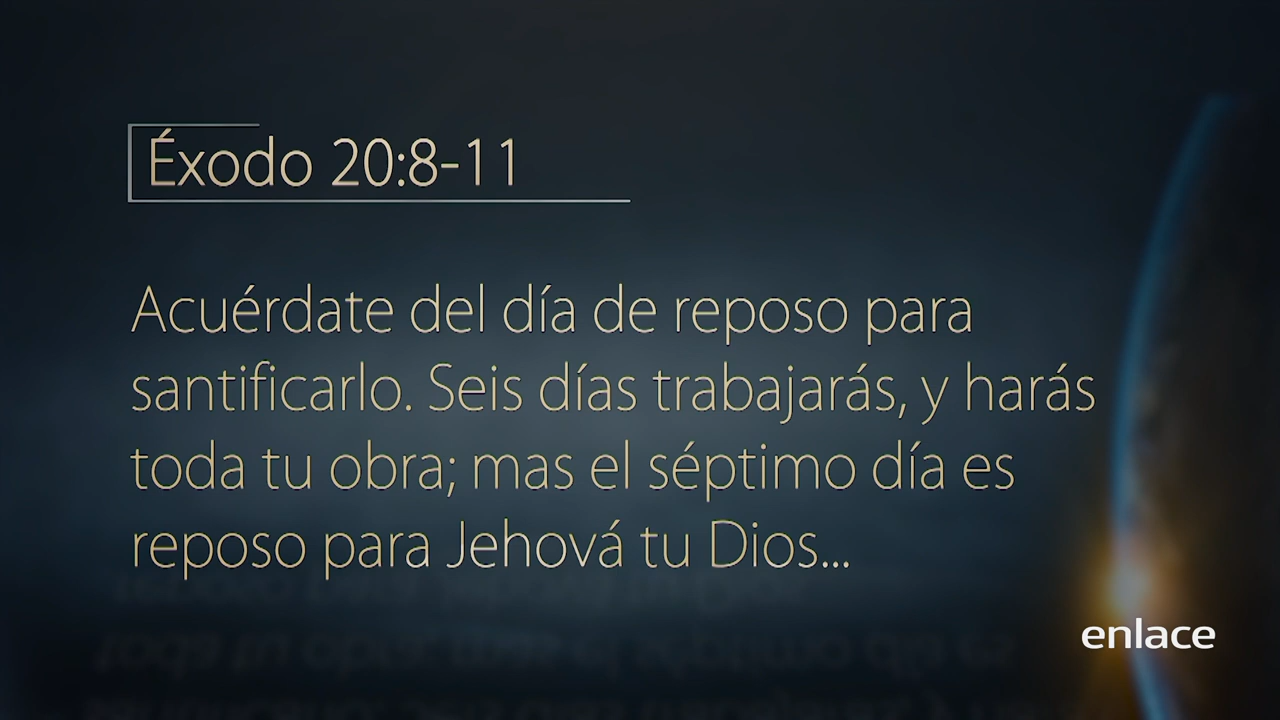 Éxodo 20:8-11
Acuérdate del día de reposo para
santificarlo. Seis días trabajarás, y harás
toda tu obra; mas el séptimo día es
reposo para Jehová tu Dios...
enlace